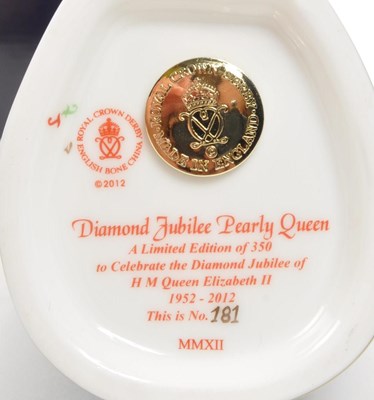 ROYAL CROWN DERBY
MADE IN ENGLAND
ROYAL CROWN DERBY
ENGLISH BONE CHINA
©2012
Diamond Jubilee Pearly Queen
A Limited Edition of 350
to Celebrate the Diamond Jubilee of
H M Queen Elizabeth II
1952 - 2012
This is No. 181
MMXII